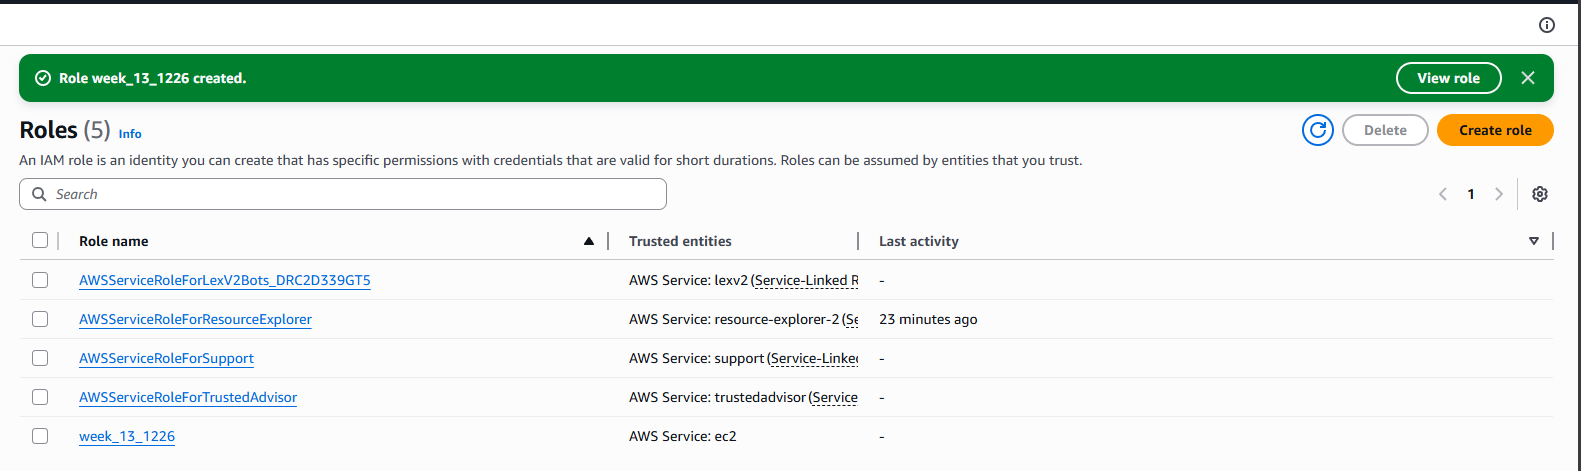 Role week_13_1226 created.
View role
Roles (5) Info
Delete
Create role
An IAM role is an identity you can create that has specific permissions with credentials that are valid for short durations. Roles can be assumed by entities that you trust.
Search
1
Role name Trusted entities Last activity
AWSServiceRoleForLexV2Bots_DRC2D339GT5 AWS Service: lexv2 (Service-Linked R -
AWSServiceRoleForResourceExplorer AWS Service: resource-explorer-2 (Se 23 minutes ago
AWSServiceRoleForSupport AWS Service: support (Service-Linked -
AWSServiceRoleForTrustedAdvisor AWS Service: trustedadvisor (Service -
week_13_1226 AWS Service: ec2 -